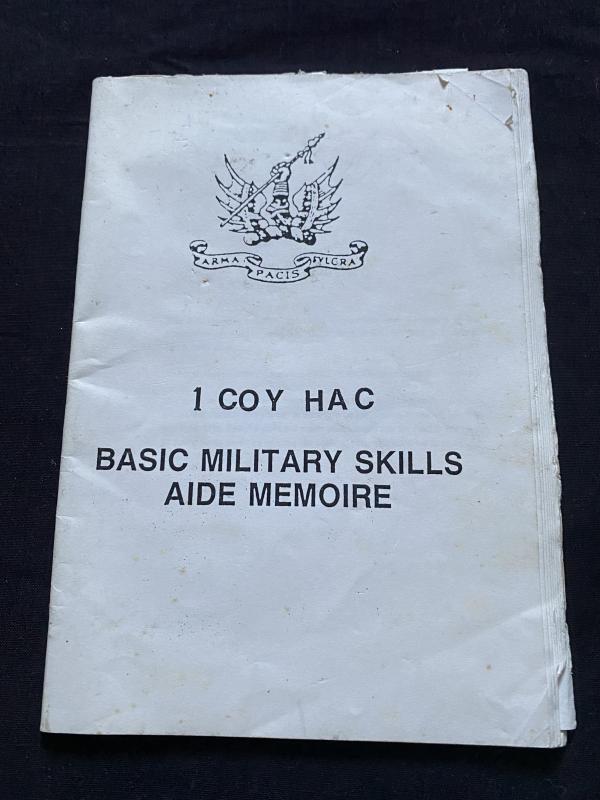 ARMA PACIS FVLCRA
1 COY HAC
BASIC MILITARY SKILLS
AIDE MEMOIRE